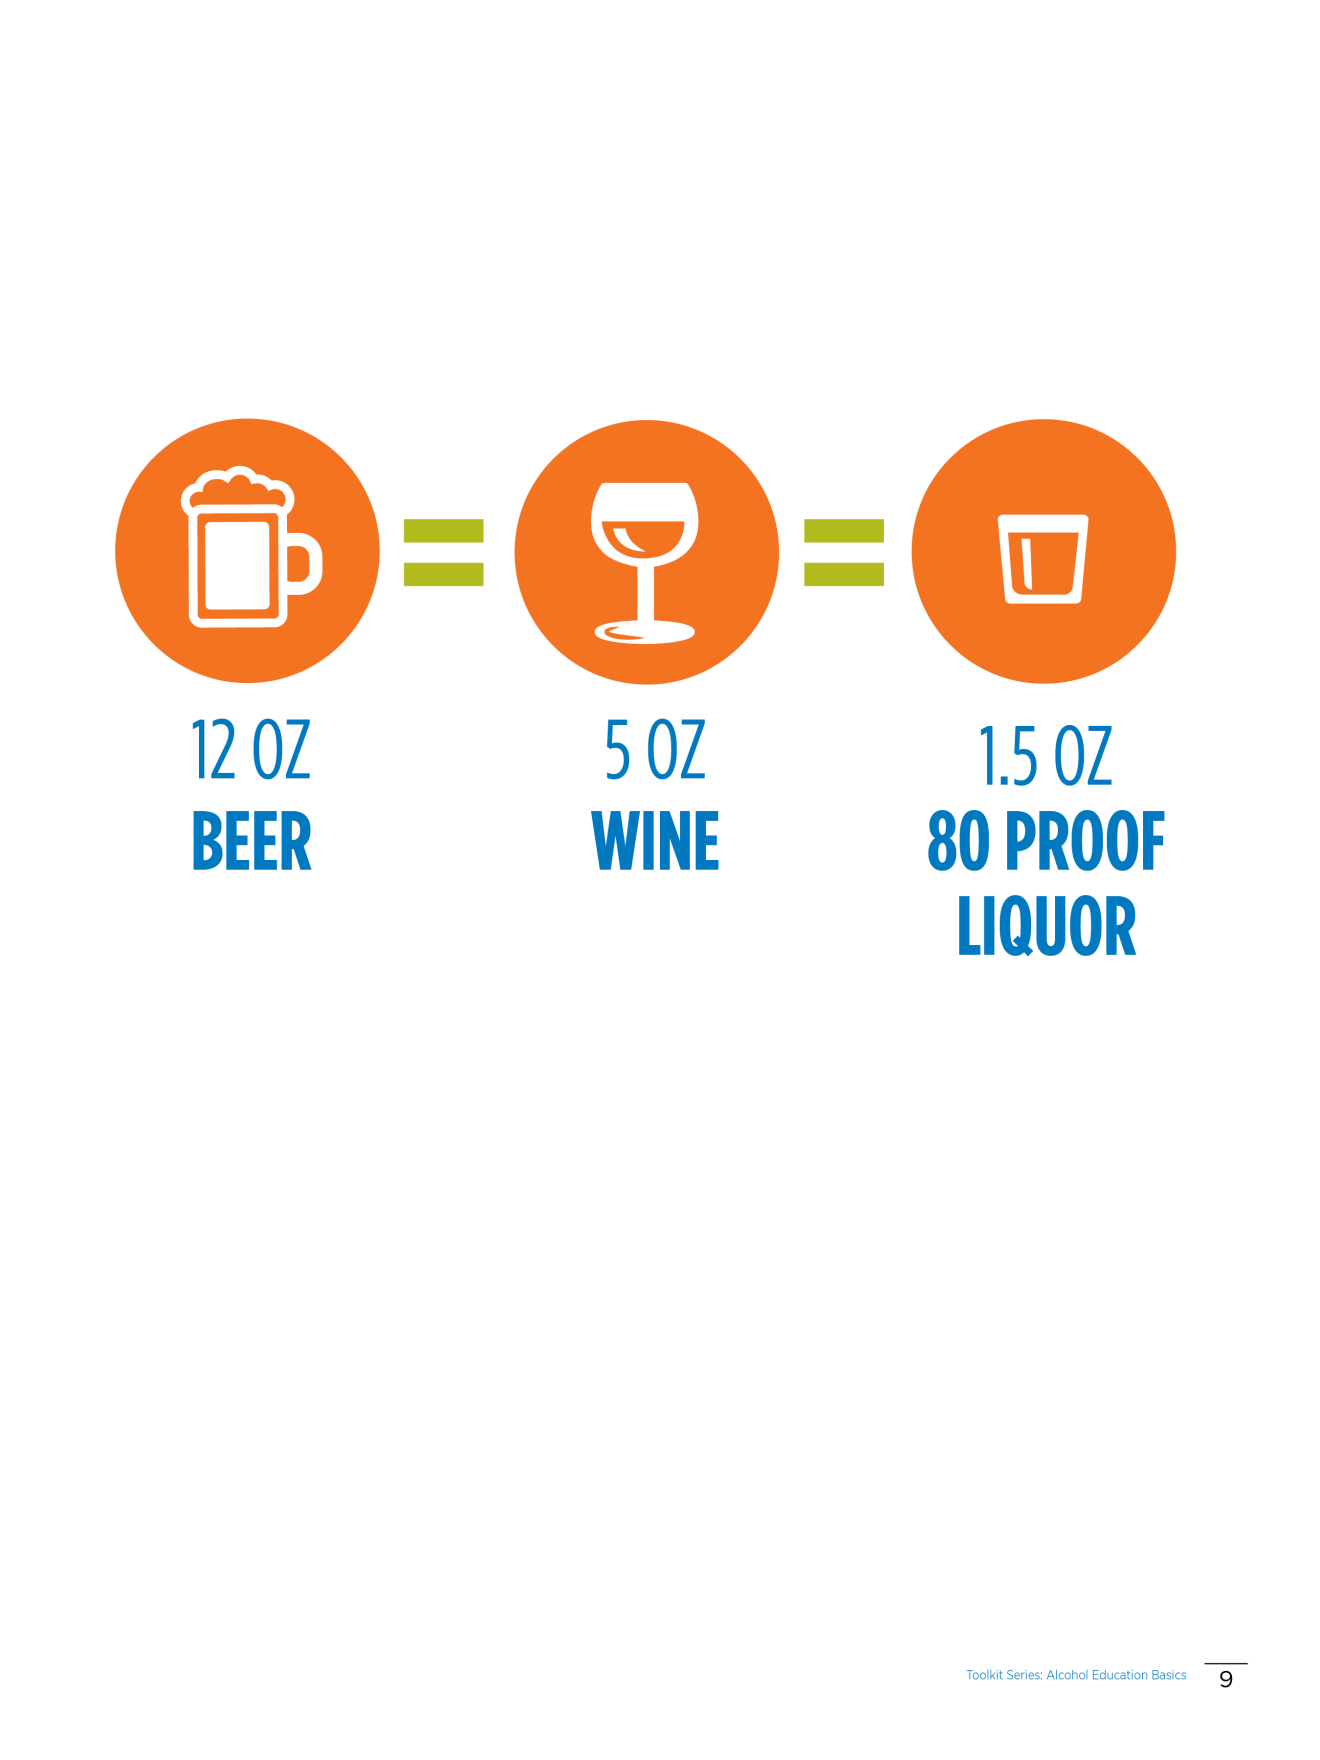 12 OZ
BEER
5 OZ
WINE
1.5 OZ
80 PROOF
LIQUOR
Toolkit Series: Alcohol Education Basics
9